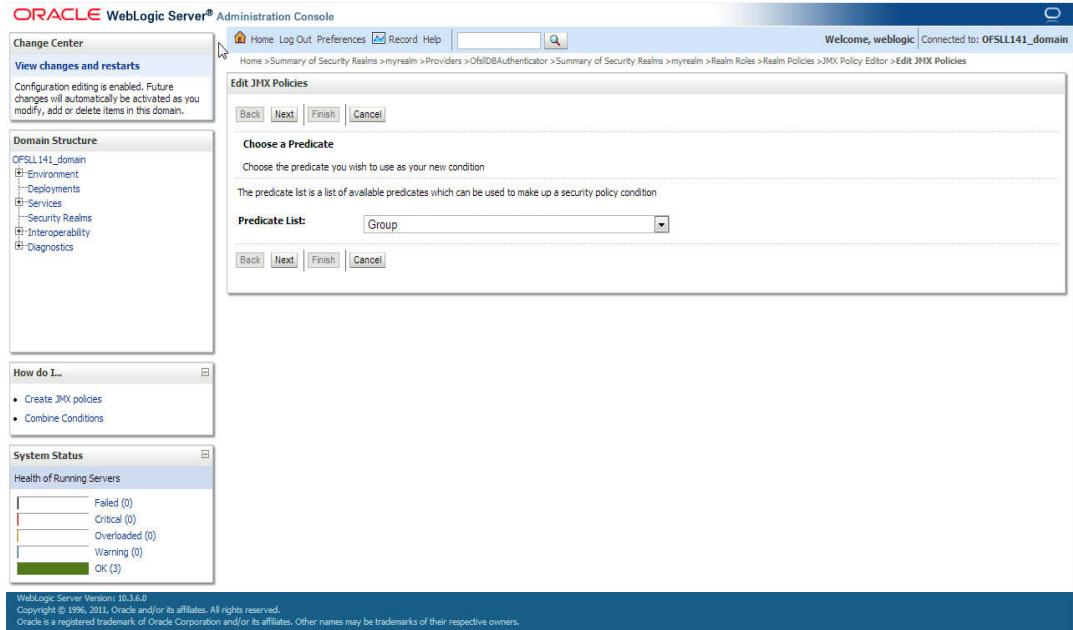 ORACLE WebLogic Server® Administration Console
Change Center
View changes and restarts
Configuration editing is enabled. Future
changes will automatically be activated as you
modify, add or delete items in this domain.
Domain Structure
OFSLL141_domain
Environment
Deployments
Services
Security Realms
Interoperability
Diagnostics
How do I...
Create JMX policies
Combine Conditions
System Status
Health of Running Servers
Failed (0)
Critical (0)
Overloaded (0)
Warning (0)
OK (3)
Home Log Out Preferences Record Help
Welcome, weblogic Connected to: OFSLL141_domain
Home >Summary of Security Realms >myrealm >Providers >OfsllDBAuthenticator >Summary of Security Realms >myrealm >Realm Roles >Realm Policies >JMX Policy Editor >Edit JMX Policies
Edit JMX Policies
Back Next Finish Cancel
Choose a Predicate
Choose the predicate you wish to use as your new condition
The predicate list is a list of available predicates which can be used to make up a security policy condition
Predicate List: Group
Back Next Finish Cancel
WebLogic Server Version: 10.3.6.0
Copyright © 1996, 2011, Oracle and/or its affiliates. All rights reserved.
Oracle is a registered trademark of Oracle Corporation and/or its affiliates. Other names may be trademarks of their respective owners.